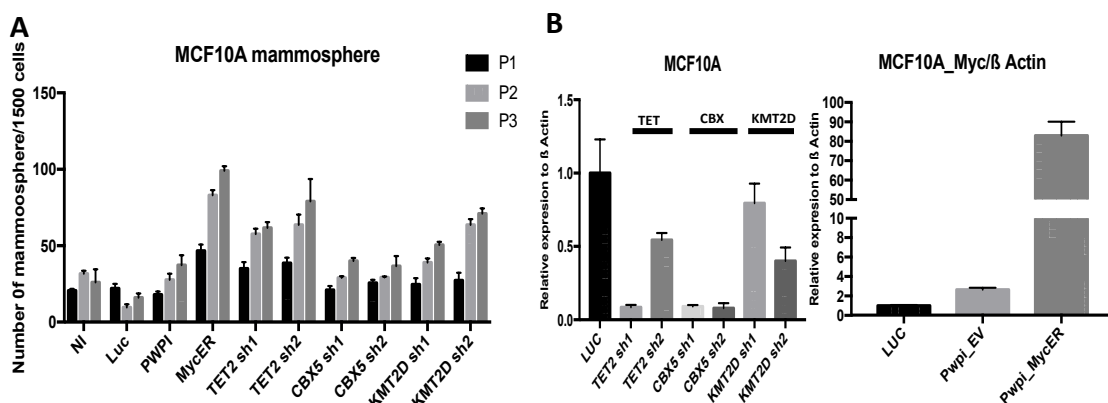 A
MCF10A mammosphere
P1
P2
P3
Number 0f mammoosphere/1500 cells
150
100
50
0
NI
Luc
PWPI
MycER
TET2 sh1
TET2 sh2
CBX5 sh1
CBX5 sh2
KMT2D sh1
KMT2D sh2
B
MCF10A
Relative expression to ß Actin
1.5
1.0
0.5
0.0
TET
CBX
KMT2D
LUC
TET2 sh1
TET2 sh2
CBX5 sh1
CBX5 sh2
KMT2D sh1
KMT2D sh2
MCF10A_Myc/ß Actin
Relative expression to ß Actin
90
80
70
60
50
40
10
8
6
4
2
0
LUC
Pwpi_EV
Pwpi_MycER